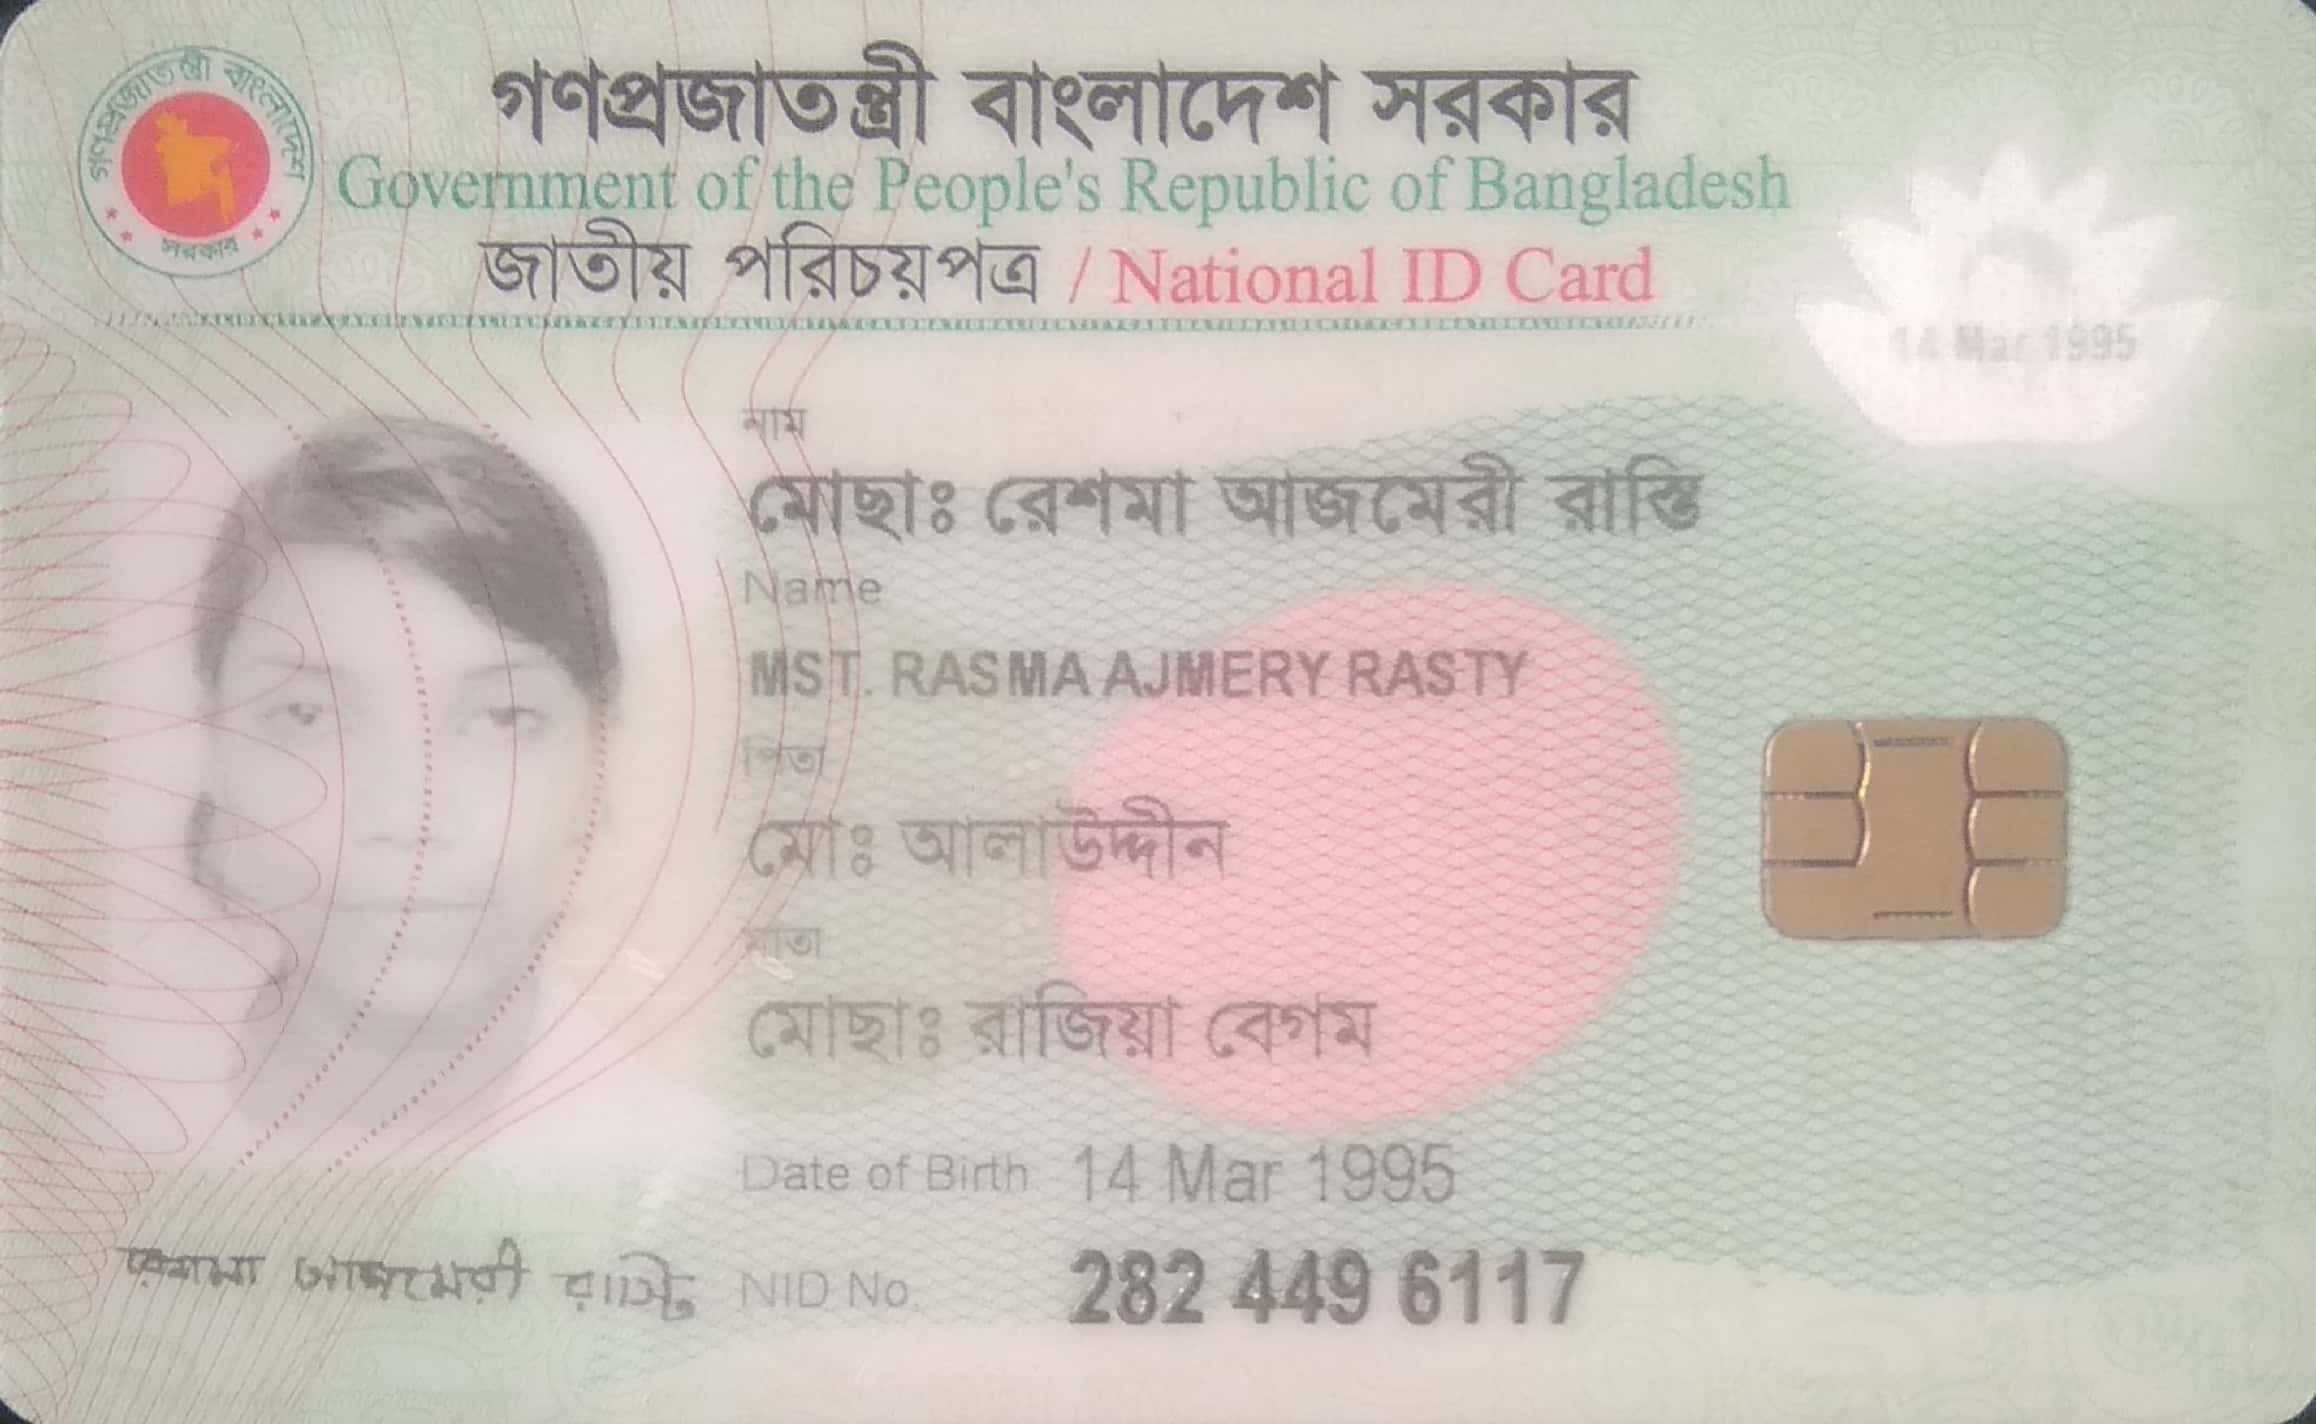 গণপ্রজাতন্ত্রী বাংলাদেশ সরকার
গণপ্রজাতন্ত্রী বাংলাদেশ
সরকার
Government of the People's Republic of Bangladesh
জাতীয় পরিচয়পত্র / National ID Card
14 Mar 1995
নাম
মোছাঃ রেশমা আজমেরী রাস্তি
Name
MST. RASMA AJMERY RASTY
পিতা
মোঃ আলাউদ্দীন
মাতা
মোছাঃ রাজিয়া বেগম
Date of Birth 14 Mar 1995
রেশমা আজমেরী
NID No. 282 449 6117